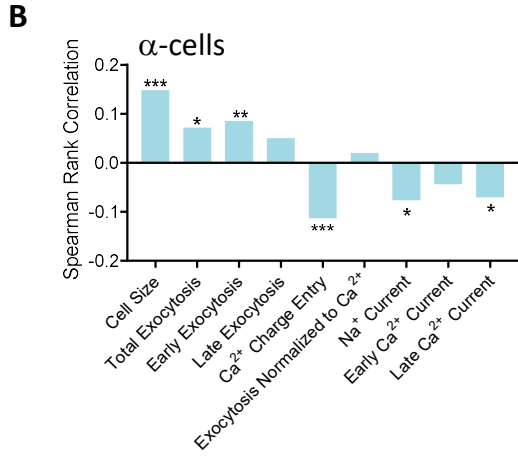 B
α-cells
Spearman Rank Correlation
0.2
0.1
0.0
-0.1
-0.2
***
*
**
***
*
*
Cell Size
Total Exocytosis
Early Exocytosis
Late Exocytosis
Ca²⁺ Charge Entry
Exocytosis Normalized to Ca²⁺
Na⁺ Current
Early Ca²⁺ Current
Late Ca²⁺ Current